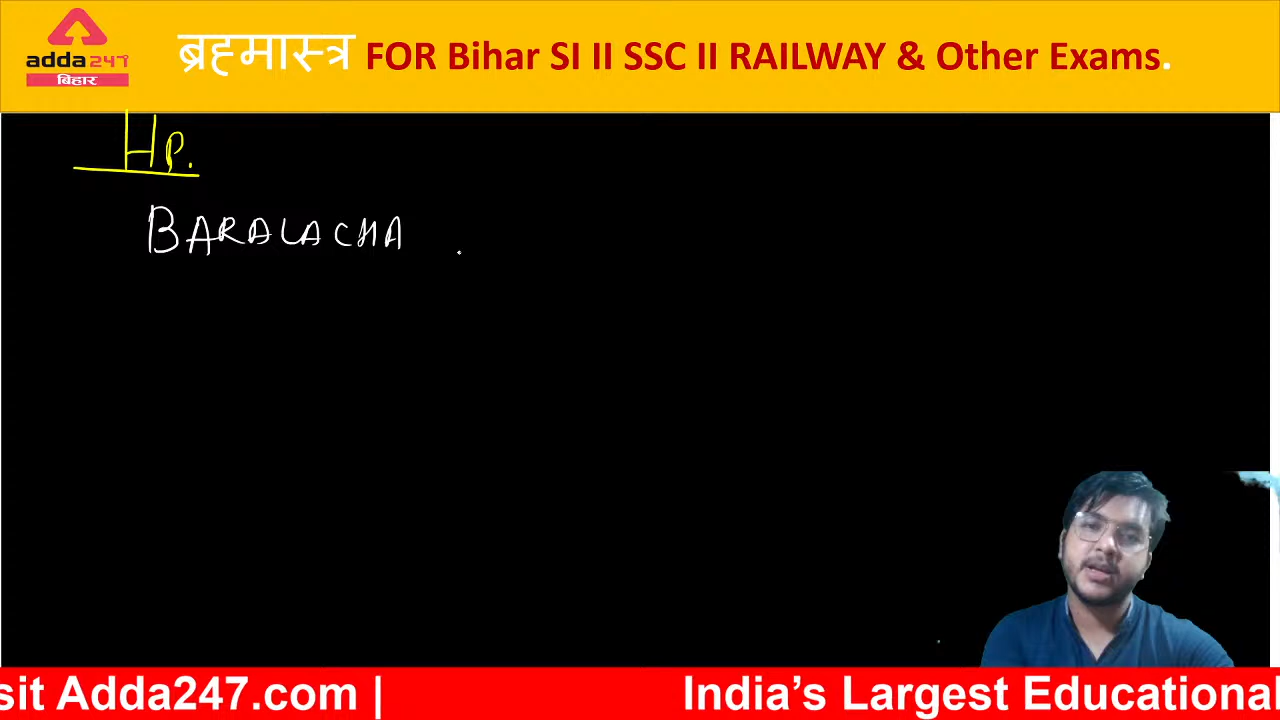 adda247
बिहार
ब्रह्मास्त्र FOR Bihar SI II SSC II RAILWAY & Other Exams.
HP.
BARALACHA
sit Adda247.com | India's Largest Educational